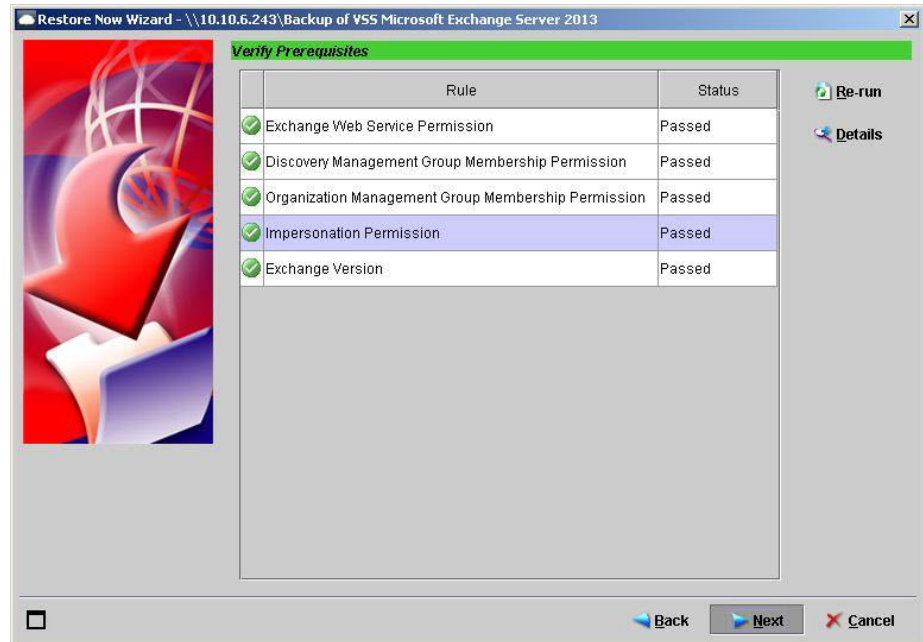 Restore Now Wizard - \\10.10.6.243\Backup of VSS Microsoft Exchange Server 2013
Verify Prerequisites
Rule Status
Exchange Web Service Permission Passed
Discovery Management Group Membership Permission Passed
Organization Management Group Membership Permission Passed
Impersonation Permission Passed
Exchange Version Passed
Re-run
Details
Back Next Cancel